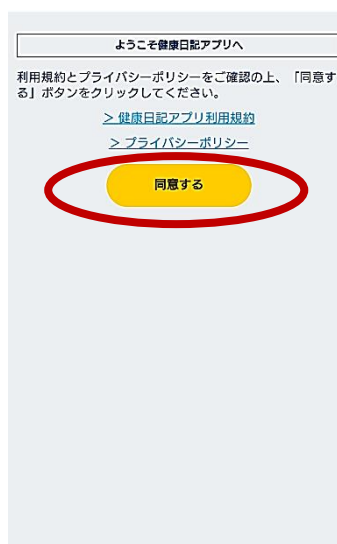 ようこそ健康日記アプリへ
利用規約とプライバシーポリシーをご確認の上、「同意す
る」ボタンをクリックしてください。
＞健康日記アプリ利用規約
＞プライバシーポリシー
同意する